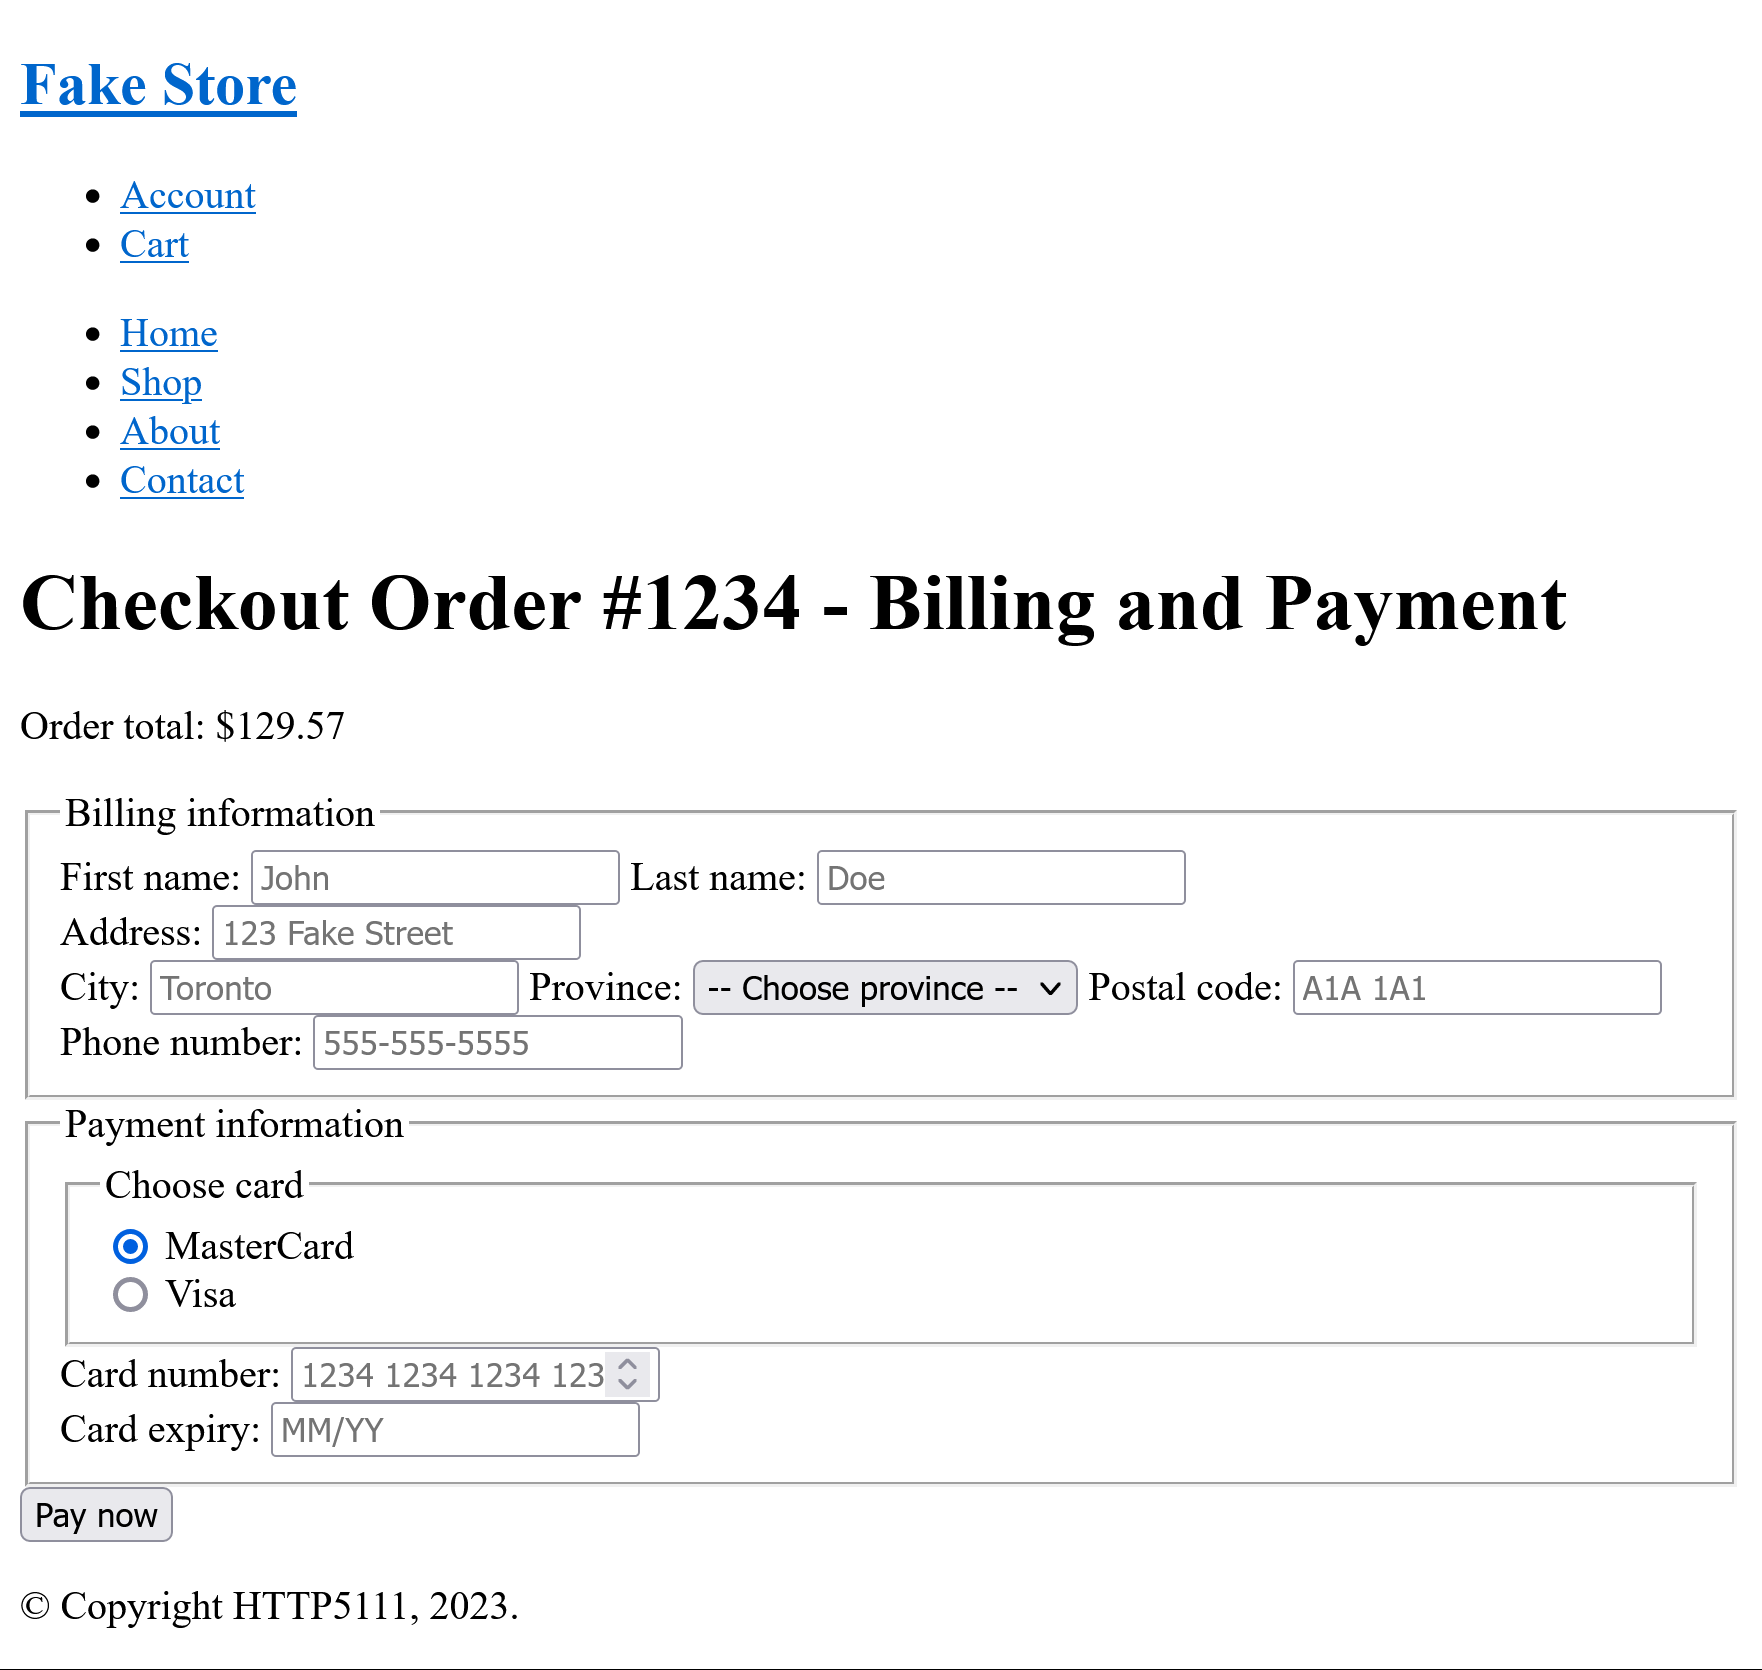 Fake Store
Account
Cart
Home
Shop
About
Contact
Checkout Order #1234 - Billing and Payment
Order total: $129.57
Billing information
First name: John Last name: Doe
Address: 123 Fake Street
City: Toronto Province: -- Choose province -- Postal code: A1A 1A1
Phone number: 555-555-5555
Payment information
Choose card
MasterCard
Visa
Card number: 1234 1234 1234 123
Card expiry: MM/YY
Pay now
© Copyright HTTP5111, 2023.